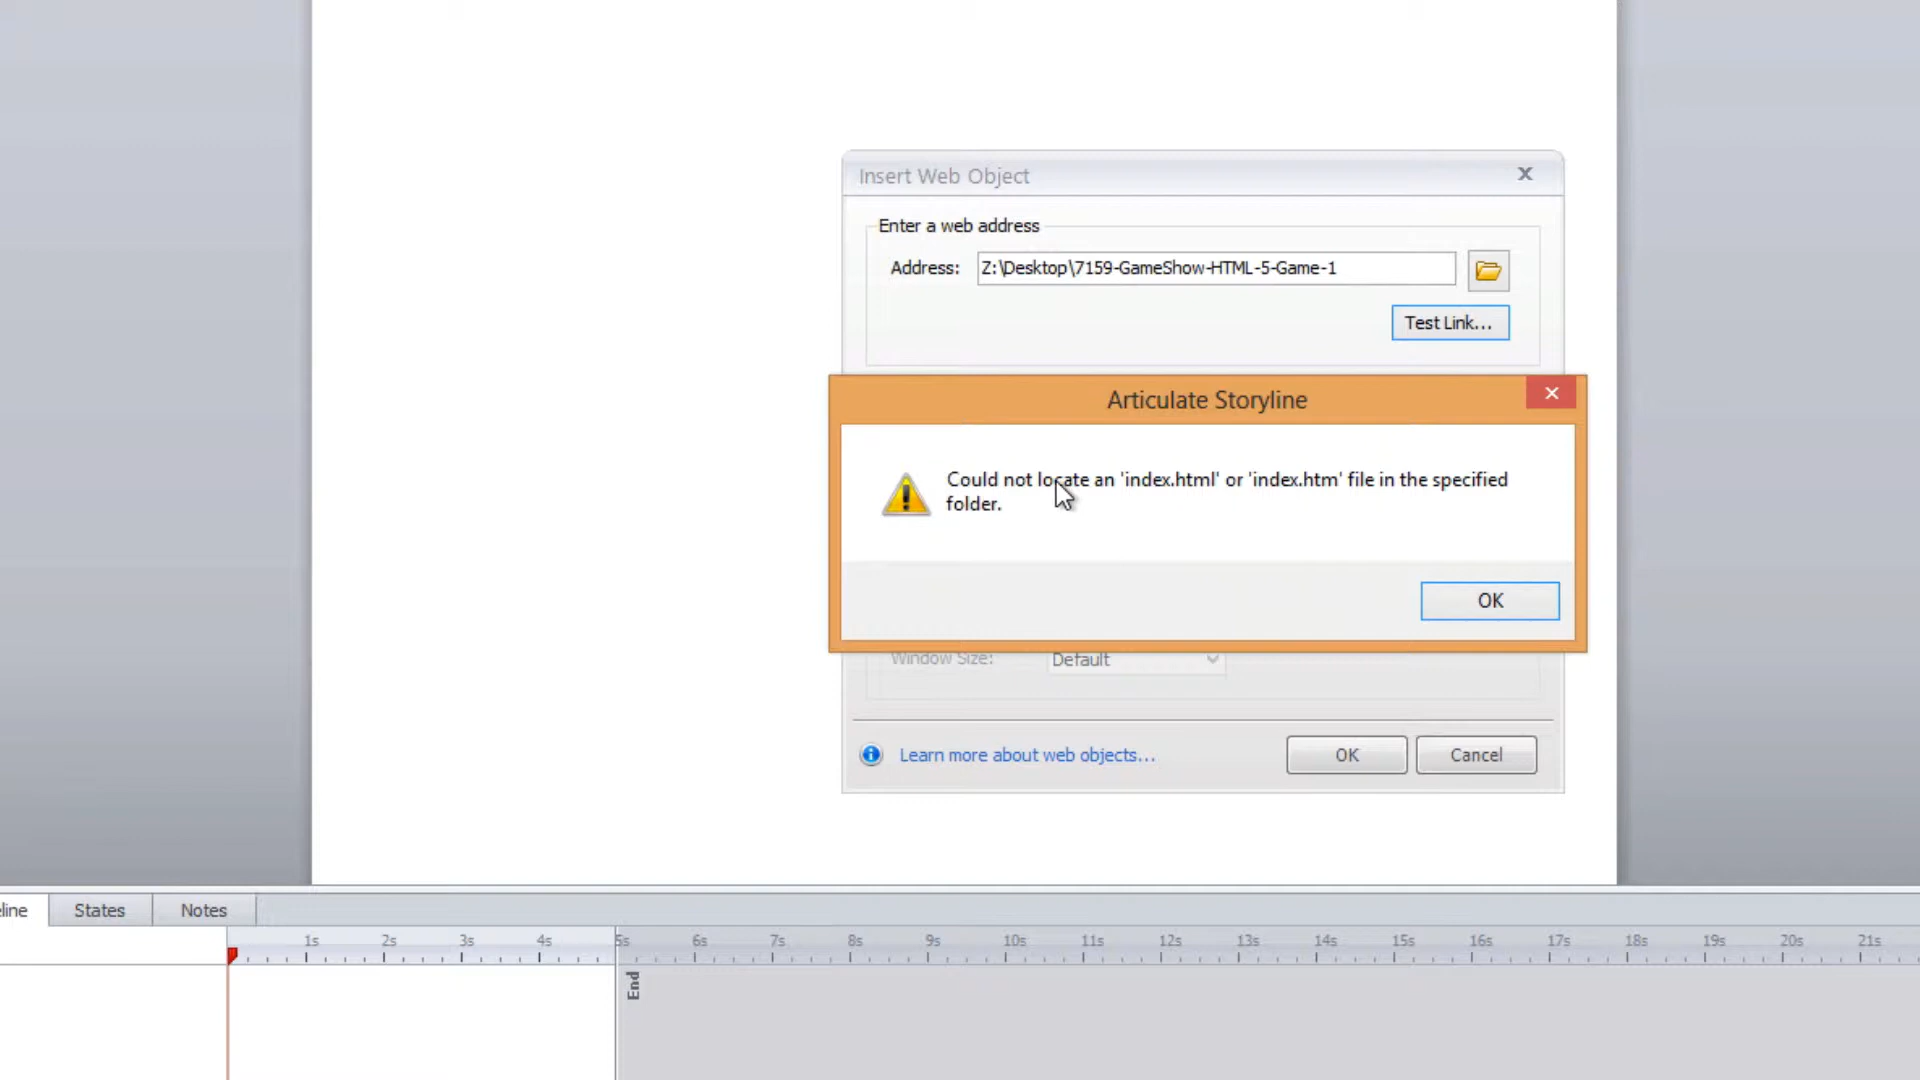 Insert Web Object
Enter a web address
Address: Z:\Desktop\7159-GameShow-HTML-5-Game-1
Test Link...
Articulate Storyline
Could not locate an 'index.html' or 'index.htm' file in the specified
folder.
OK
Window Size: Default
Learn more about web objects... OK Cancel
eline States Notes
1s 2s 3s 4s 5s 6s 7s 8s 9s 10s 11s 12s 13s 14s 15s 16s 17s 18s 19s 20s 21s
End